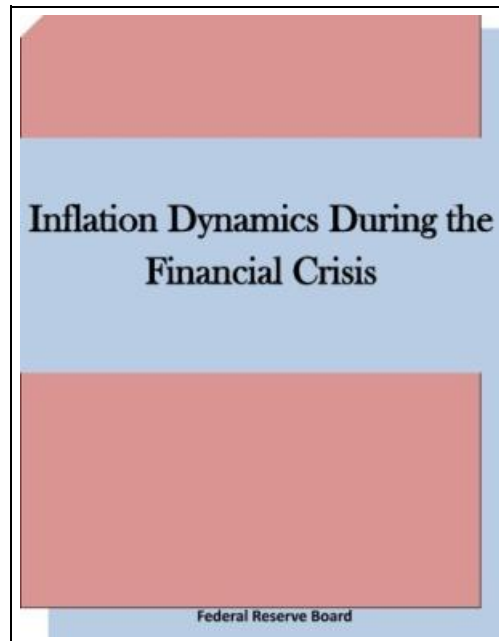 Inflation Dynamics During the
Financial Crisis
Federal Reserve Board